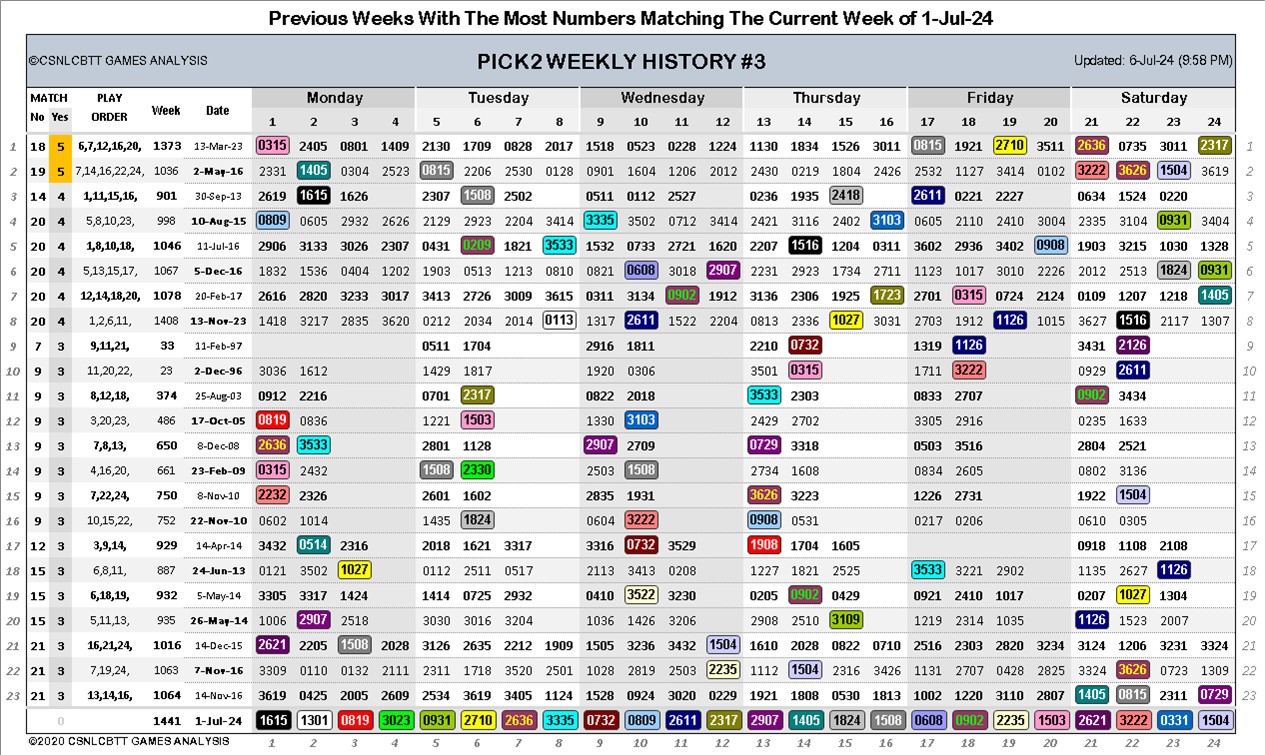 Previous Weeks With The Most Numbers Matching The Current Week of 1-Jul-24
©CSNLCBTT GAMES ANALYSIS PICK2 WEEKLY HISTORY #3 Updated: 6-Jul-24 (9:58 PM)
MATCH PLAY Week Date Monday Tuesday Wednesday Thursday Friday Saturday
No Yes ORDER 1 2 3 4 5 6 7 8 9 10 11 12 13 14 15 16 17 18 19 20 21 22 23 24
1 18 5 6,7,12,16,20, 1373 13-Mar-23 0315 2405 0801 1409 2130 1709 0828 2017 1518 0523 0228 1224 1130 1834 1526 3011 0815 1921 2710 3511 2636 0735 3011 2317 1
2 19 5 7,14,16,22,24, 1036 2-May-16 2331 1405 0304 2523 0815 2206 2530 0128 0901 1604 1206 2012 2430 0219 1804 2426 2532 1127 3414 0102 3222 3626 1504 3619 2
3 14 4 1,11,15,16, 901 30-Sep-13 2619 1615 1626 2307 1508 2502 0511 0112 2527 0236 1935 2418 2611 0221 2227 0634 1524 0220 3
4 20 4 5,8,10,23, 998 10-Aug-15 0809 0605 2932 2626 2129 2923 2204 3414 3335 3502 0712 3414 2421 3116 2402 3103 0605 2110 2410 3004 2335 3104 0931 3404 4
5 20 4 1,8,10,18, 1046 11-Jul-16 2906 3133 3026 2307 0431 0209 1821 3533 1532 0733 2721 1620 2207 1516 1204 0311 3602 2936 3402 0908 1903 3215 1030 1328 5
6 20 4 5,13,15,17, 1067 5-Dec-16 1832 1536 0404 1202 1903 0513 1213 0810 0821 0608 3018 2907 2231 2923 1734 2711 1123 1017 3010 2226 2012 2513 1824 0931 6
7 20 4 12,14,18,20, 1078 20-Feb-17 2616 2820 3233 3017 3413 2726 3009 3615 0311 3134 0902 1912 3136 2306 1925 1723 2701 0315 0724 2124 0109 1207 1218 1405 7
8 20 4 1,2,6,11, 1408 13-Nov-23 1418 3217 2835 3620 0212 2034 2014 0113 1317 2611 1522 2204 0813 2336 1027 3031 2703 1912 1126 1015 3627 1516 2117 1307 8
9 7 3 9,11,21, 33 11-Feb-97 0511 1704 2916 1811 2210 0732 1319 1126 3431 2126 9
10 9 3 11,20,22, 23 2-Dec-96 3036 1612 1429 1817 1920 0306 3501 0315 1711 3222 0929 2611 10
11 9 3 8,12,18, 374 25-Aug-03 0912 2216 0701 2317 0822 2018 3533 2303 0833 2707 0902 3434 11
12 9 3 3,20,23, 486 17-Oct-05 0819 0836 1221 1503 1330 3103 2429 2702 3305 2916 0235 1633 12
13 9 3 7,8,13, 650 8-Dec-08 2636 3533 2801 1128 2907 2709 0729 3318 0503 3516 2804 2521 13
14 9 3 4,16,20, 661 23-Feb-09 0315 2432 1508 2330 2503 1508 2734 1608 0834 2605 0802 3136 14
15 9 3 7,22,24, 750 8-Nov-10 2232 2326 2601 1602 2835 1931 3626 3223 1226 2731 1922 1504 15
16 9 3 10,15,22, 752 22-Nov-10 0602 1014 1435 1824 0604 3222 0908 0531 0217 0206 0610 0305 16
17 12 3 3,9,14, 929 14-Apr-14 3432 0514 2316 2018 1621 3317 3316 0732 3529 1908 1704 1605 0918 1108 2108 17
18 15 3 6,8,11, 887 24-Jun-13 0121 3502 1027 0112 2511 0517 2113 3413 0208 1227 1821 2525 3533 3221 2902 1135 2627 1126 18
19 15 3 6,18,19, 932 5-May-14 3305 3317 1424 1414 0725 2932 0410 3522 3230 0205 0902 0429 0921 2410 1017 0207 1027 1304 19
20 15 3 5,11,13, 935 26-May-14 1006 2907 2518 3030 3016 3204 1036 1426 3206 2908 2510 3109 1219 2314 1035 1126 1523 2007 20
21 21 3 16,21,24, 1016 14-Dec-15 2621 2205 1508 2028 3126 2635 2212 1909 1505 3236 3432 1504 1610 2028 0822 0710 2516 2303 2820 3234 3124 1206 3231 3324 21
22 21 3 7,19,24, 1063 7-Nov-16 3309 0110 0132 2111 2311 1718 3520 2501 1028 2819 2503 2235 1112 1504 2316 3426 1131 2707 0428 2825 3324 3626 0723 1309 22
23 21 3 13,14,16, 1064 14-Nov-16 3619 0425 2005 2609 2534 3619 3405 1124 1528 0924 3020 0229 1921 1808 0530 1813 1002 1220 3110 2807 1405 0815 2311 0729 23
0 1441 1-Jul-24 1615 1301 0819 3023 0931 2710 2636 3335 0732 0809 2611 2317 2907 1405 1824 1508 0608 0902 2235 1503 2621 3222 0331 1504
©2020 CSNLCBTT GAMES ANALYSIS 1 2 3 4 5 6 7 8 9 10 11 12 13 14 15 16 17 18 19 20 21 22 23 24